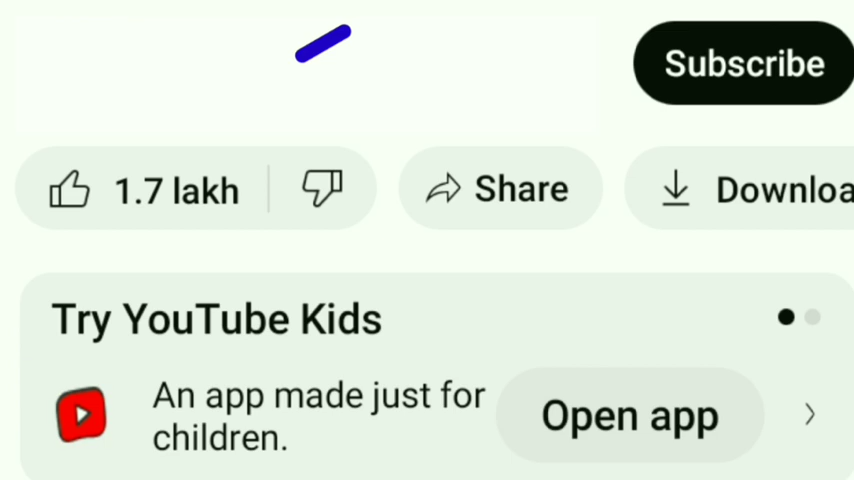 Subscribe
1.7 lakh
Share
Downloa
Try YouTube Kids
An app made just for
children.
Open app